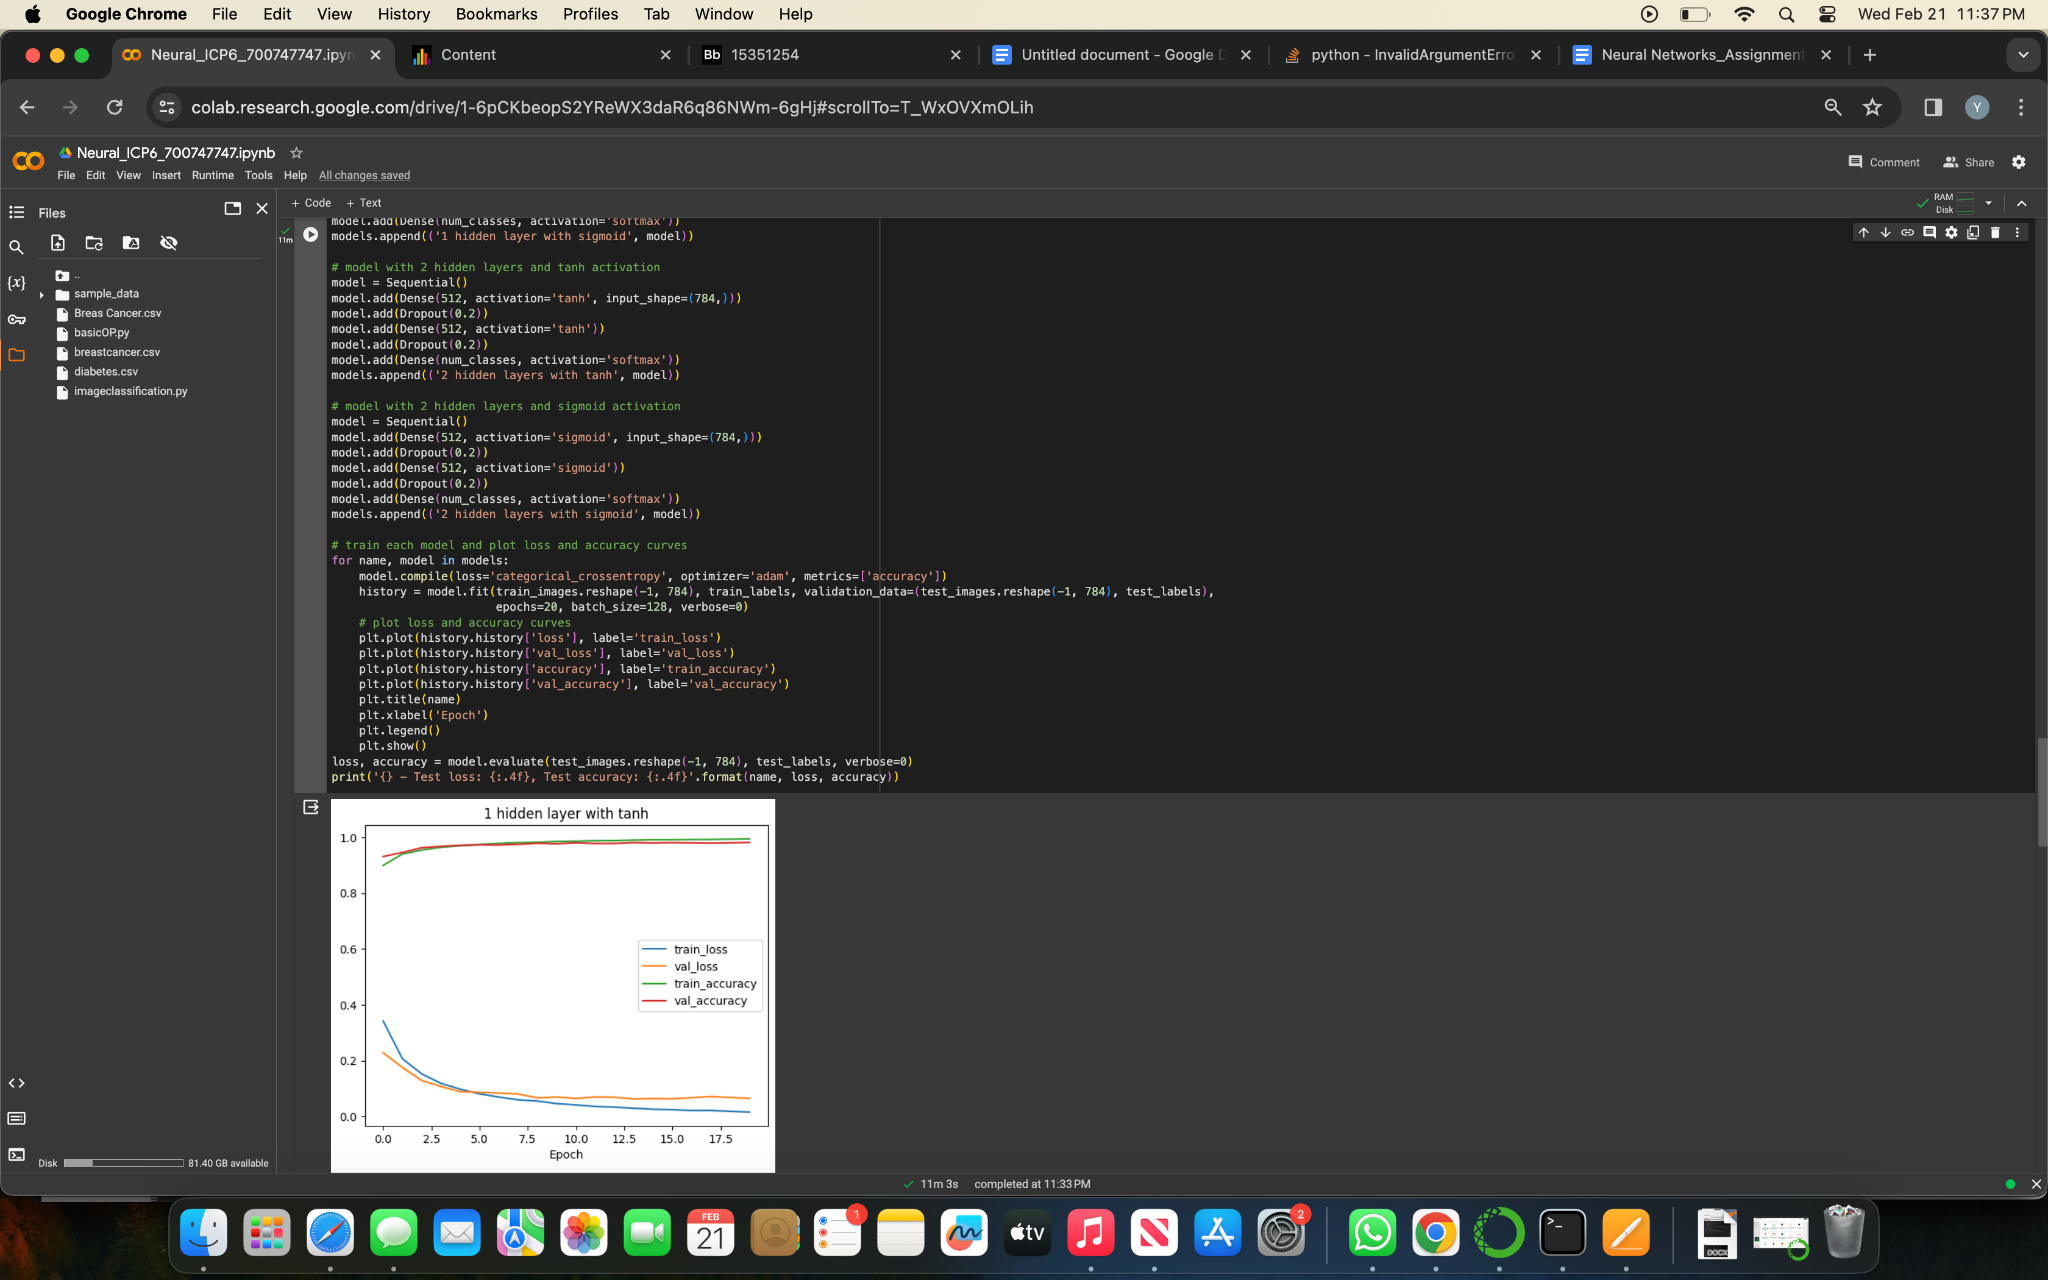 Google Chrome File Edit View History Bookmarks Profiles Tab Window Help Wed Feb 21 11:37 PM
Neural_ICP6_700747747.ipyn Content Bb 15351254 Untitled document - Google D python - InvalidArgumentErro Neural Networks_Assignment
colab.research.google.com/drive/1-6pCKbeopS2YReWX3daR6q86NWm-6gHj#scrollTo=T_WxOVXmOLih Y
Neural_ICP6_700747747.ipynb
File Edit View Insert Runtime Tools Help All changes saved
Comment Share
Files
+ Code + Text
RAM
Disk
..
sample_data
Breas Cancer.csv
basicOP.py
breastcancer.csv
diabetes.csv
imageclassification.py
{x}
Disk 81.40 GB available
11m
model.add(Dense(num_classes, activation='softmax'))
models.append(('1 hidden layer with sigmoid', model))
# model with 2 hidden layers and tanh activation
model = Sequential()
model.add(Dense(512, activation='tanh', input_shape=(784,)))
model.add(Dropout(0.2))
model.add(Dense(512, activation='tanh'))
model.add(Dropout(0.2))
model.add(Dense(num_classes, activation='softmax'))
models.append(('2 hidden layers with tanh', model))
# model with 2 hidden layers and sigmoid activation
model = Sequential()
model.add(Dense(512, activation='sigmoid', input_shape=(784,)))
model.add(Dropout(0.2))
model.add(Dense(512, activation='sigmoid'))
model.add(Dropout(0.2))
model.add(Dense(num_classes, activation='softmax'))
models.append(('2 hidden layers with sigmoid', model))
# train each model and plot loss and accuracy curves
for name, model in models:
model.compile(loss='categorical_crossentropy', optimizer='adam', metrics=['accuracy'])
history = model.fit(train_images.reshape(-1, 784), train_labels, validation_data=(test_images.reshape(-1, 784), test_labels),
epochs=20, batch_size=128, verbose=0)
# plot loss and accuracy curves
plt.plot(history.history['loss'], label='train_loss')
plt.plot(history.history['val_loss'], label='val_loss')
plt.plot(history.history['accuracy'], label='train_accuracy')
plt.plot(history.history['val_accuracy'], label='val_accuracy')
plt.title(name)
plt.xlabel('Epoch')
plt.legend()
plt.show()
loss, accuracy = model.evaluate(test_images.reshape(-1, 784), test_labels, verbose=0)
print('{} - Test loss: {:.4f}, Test accuracy: {:.4f}'.format(name, loss, accuracy))
1 hidden layer with tanh
1.0
0.8
0.6
0.4
0.2
0.0
train_loss
val_loss
train_accuracy
val_accuracy
0.0 2.5 5.0 7.5 10.0 12.5 15.0 17.5
Epoch
11m 3s completed at 11:33 PM
FEB
21
1
tv
2
DOCX